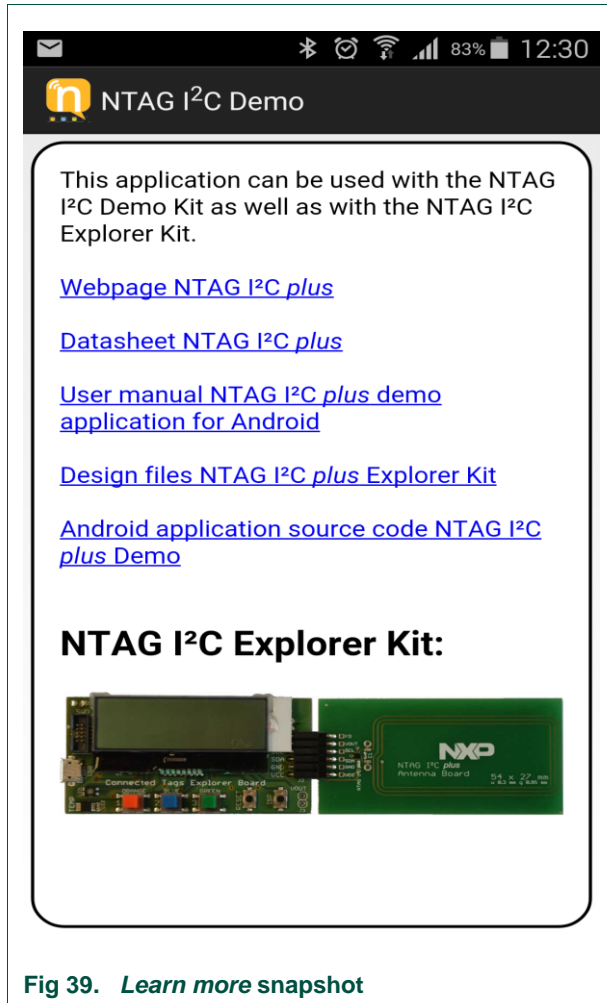 83% 12:30
NTAG I²C Demo
This application can be used with the NTAG
I²C Demo Kit as well as with the NTAG I²C
Explorer Kit.
Webpage NTAG I²C plus
Datasheet NTAG I²C plus
User manual NTAG I²C plus demo
application for Android
Design files NTAG I²C plus Explorer Kit
Android application source code NTAG I²C
plus Demo
NTAG I²C Explorer Kit:
SDA
VCC
Connected Tags Explorer Board
NXP
NTAG I²C plus
Antenna Board
54 x 27 mm
Fig 39. Learn more snapshot